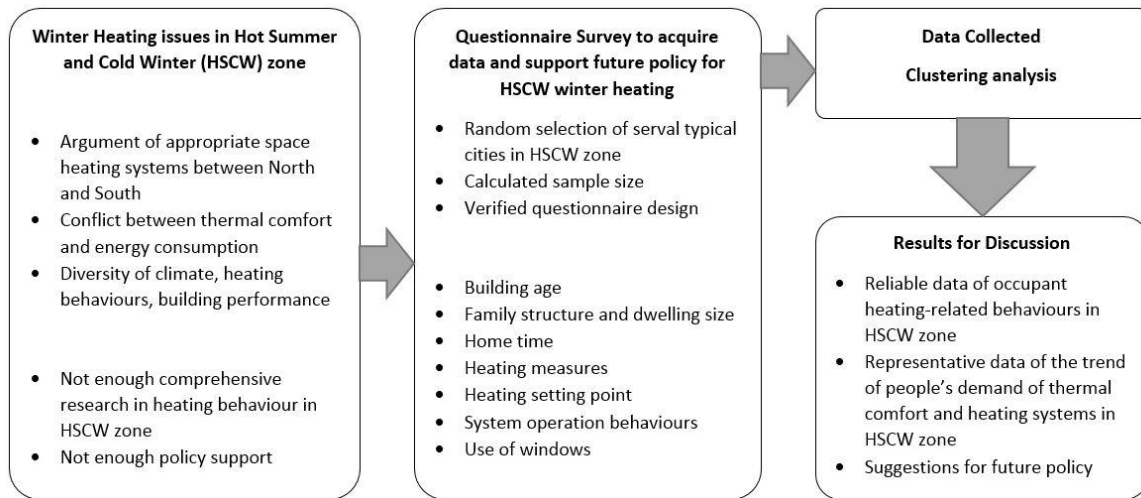 Winter Heating issues in Hot Summer
and Cold Winter (HSCW) zone
• Argument of appropriate space
heating systems between North
and South
• Conflict between thermal comfort
and energy consumption
• Diversity of climate, heating
behaviours, building performance
• Not enough comprehensive
research in heating behaviour in
HSCW zone
• Not enough policy support
Questionnaire Survey to acquire
data and support future policy for
HSCW winter heating
• Random selection of serval typical
cities in HSCW zone
• Calculated sample size
• Verified questionnaire design
• Building age
• Family structure and dwelling size
• Home time
• Heating measures
• Heating setting point
• System operation behaviours
• Use of windows
Data Collected
Clustering analysis
Results for Discussion
• Reliable data of occupant
heating-related behaviours in
HSCW zone
• Representative data of the trend
of people's demand of thermal
comfort and heating systems in
HSCW zone
• Suggestions for future policy